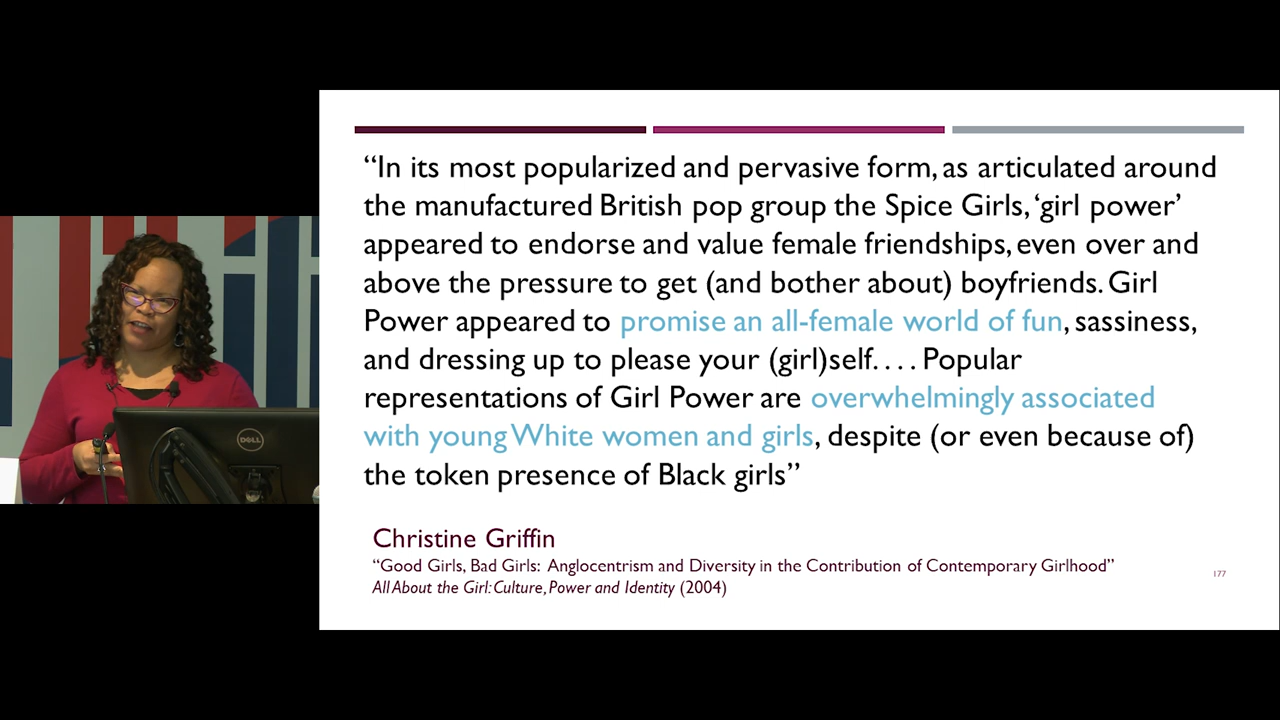 “In its most popularized and pervasive form, as articulated around
the manufactured British pop group the Spice Girls, ‘girl power’
appeared to endorse and value female friendships, even over and
above the pressure to get (and bother about) boyfriends. Girl
Power appeared to promise an all-female world of fun, sassiness,
and dressing up to please your (girl)self. . . . Popular
representations of Girl Power are overwhelmingly associated
with young White women and girls, despite (or even because of)
the token presence of Black girls”
Christine Griffin
“Good Girls, Bad Girls: Anglocentrism and Diversity in the Contribution of Contemporary Girlhood”
All About the Girl: Culture, Power and Identity (2004)
177
DELL